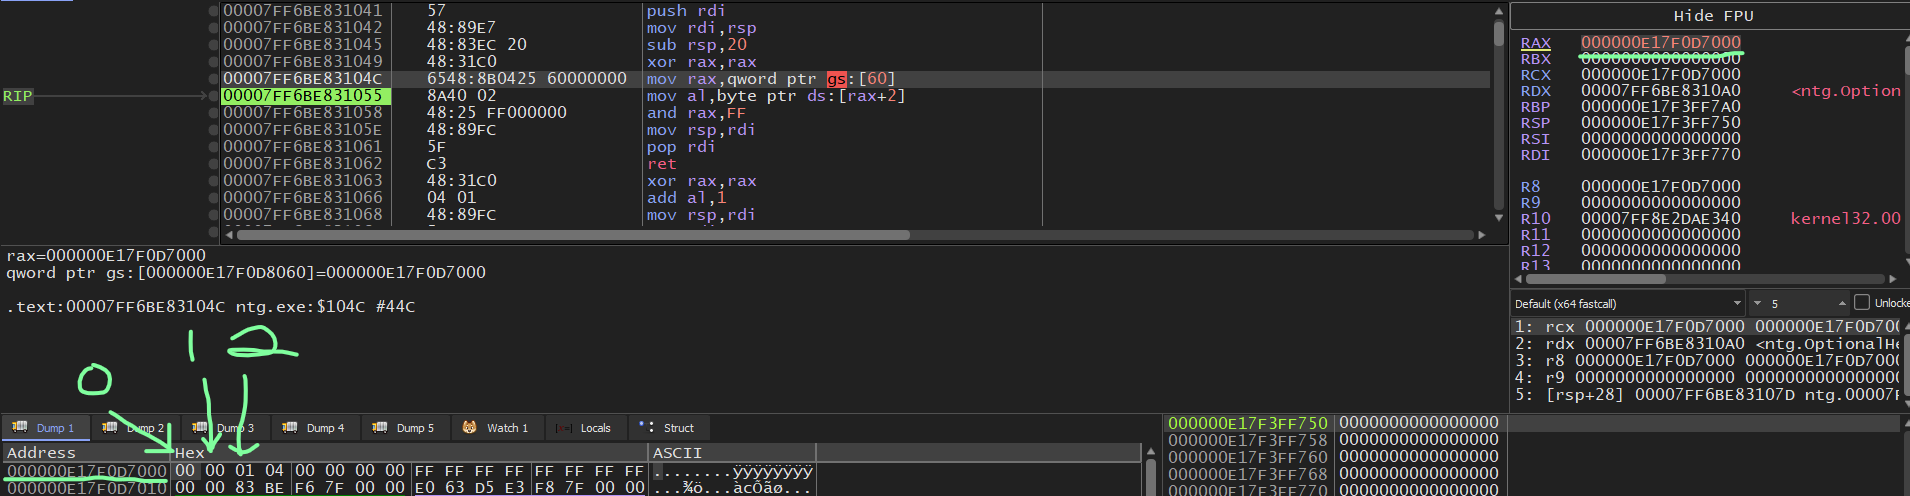 00007FF6BE831041 57 push rdi
00007FF6BE831042 48:89E7 mov rdi,rsp
00007FF6BE831045 48:83EC 20 sub rsp,20
00007FF6BE831049 48:31C0 xor rax,rax
00007FF6BE83104C 6548:8B0425 60000000 mov rax,qword ptr gs:[60]
RIP 00007FF6BE831055 8A40 02 mov al,byte ptr ds:[rax+2]
00007FF6BE831058 48:25 FF000000 and rax,FF
00007FF6BE83105E 48:89FC mov rsp,rdi
00007FF6BE831061 5F pop rdi
00007FF6BE831062 C3 ret
00007FF6BE831063 48:31C0 xor rax,rax
00007FF6BE831066 04 01 add al,1
00007FF6BE831068 48:89FC mov rsp,rdi
Hide FPU
RAX 000000E17F0D7000
RBX 0000000000000000
RCX 000000E17F0D7000
RDX 00007FF6BE8310A0 <ntg.Option
RBP 000000E17F3FF7A0
RSP 000000E17F3FF750
RSI 0000000000000000
RDI 000000E17F3FF770
R8 000000E17F0D7000
R9 0000000000000000
R10 00007FF8E2DAE340 kernel32.00
R11 0000000000000000
R12 0000000000000000
R13 0000000000000000
rax=000000E17F0D7000
qword ptr gs:[000000E17F0D8060]=000000E17F0D7000
.text:00007FF6BE83104C ntg.exe:$104C #44C
0 1 2
Default (x64 fastcall) 5 Unlocke
1: rcx 000000E17F0D7000 000000E17F0D700
2: rdx 00007FF6BE8310A0 <ntg.OptionalHe
3: r8 000000E17F0D7000 000000E17F0D700
4: r9 0000000000000000 0000000000000000
5: [rsp+28] 00007FF6BE83107D ntg.00007F
Dump 1 Dump 2 Dump 3 Dump 4 Dump 5 Watch 1 Locals Struct
Address Hex ASCII
000000E17F0D7000 00 00 01 04 00 00 00 00 FF FF FF FF FF FF FF FF ........ÿÿÿÿÿÿÿÿ
000000E17F0D7010 00 00 83 BE F6 7F 00 00 E0 63 D5 E3 F8 7F 00 00 ...¾ö...àcÕãø...
000000E17F3FF750 0000000000000000
000000E17F3FF758 0000000000000000
000000E17F3FF760 0000000000000000
000000E17F3FF768 0000000000000000
000000E17F3FF770 0000000000000000